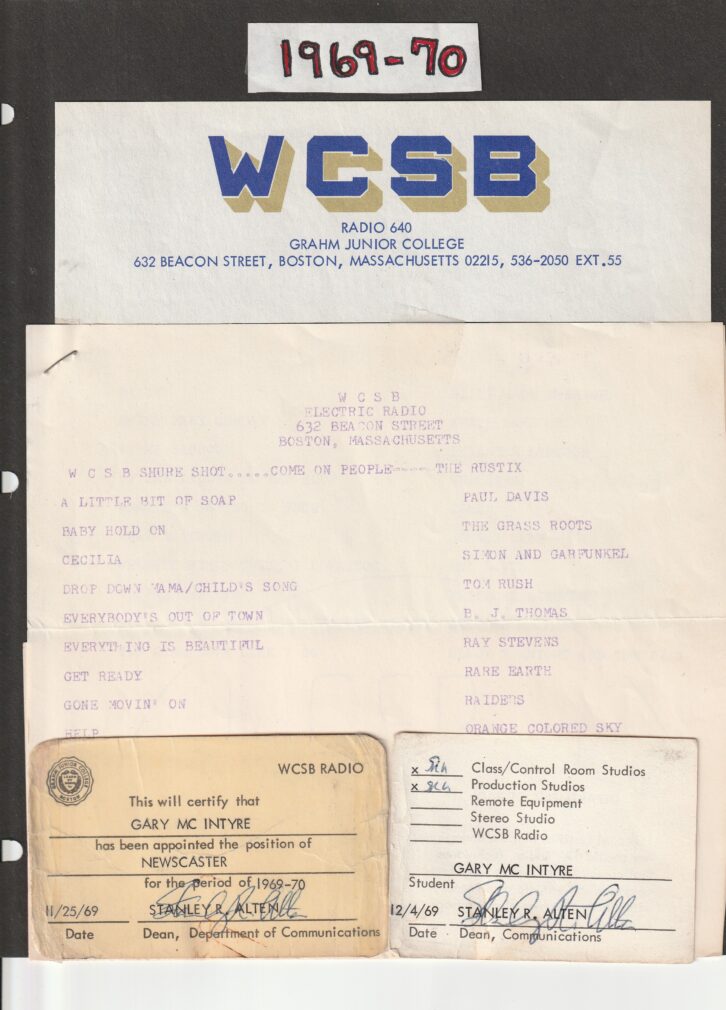 1969-70
WCSB
RADIO 640
GRAHM JUNIOR COLLEGE
632 BEACON STREET, BOSTON, MASSACHUSETTS 02215, 536-2050 EXT.55
W C S B
ELECTRIC RADIO
632 BEACON STREET
BOSTON, MASSACHUSETTS
W C S B SHURE SHOT.....COME ON PEOPLE---- THE RUSTIX
A LITTLE BIT OF SOAP PAUL DAVIS
BABY HOLD ON THE GRASS ROOTS
CECILIA SIMON AND GARFUNKEL
DROP DOWN MAMA/CHILD'S SONG TOM RUSH
EVERYBODY'S OUT OF TOWN B. J. THOMAS
EVERYTHING IS BEAUTIFUL RAY STEVENS
GET READY RARE EARTH
GONE MOVIN' ON RAIDERS
HELP ORANGE COLORED SKY
GRAHM JUNIOR COLLEGE
BOSTON
WCSB RADIO
This will certify that
GARY MC INTYRE
has been appointed the position of
NEWSCASTER
for the period of 1969-70
11/25/69 STANLEY R. ALTEN
Date Dean, Department of Communications
x Class/Control Room Studios
x Production Studios
Remote Equipment
Stereo Studio
WCSB Radio
GARY MC INTYRE
Student
12/4/69 STANLEY R. ALTEN
Date Dean, Communications